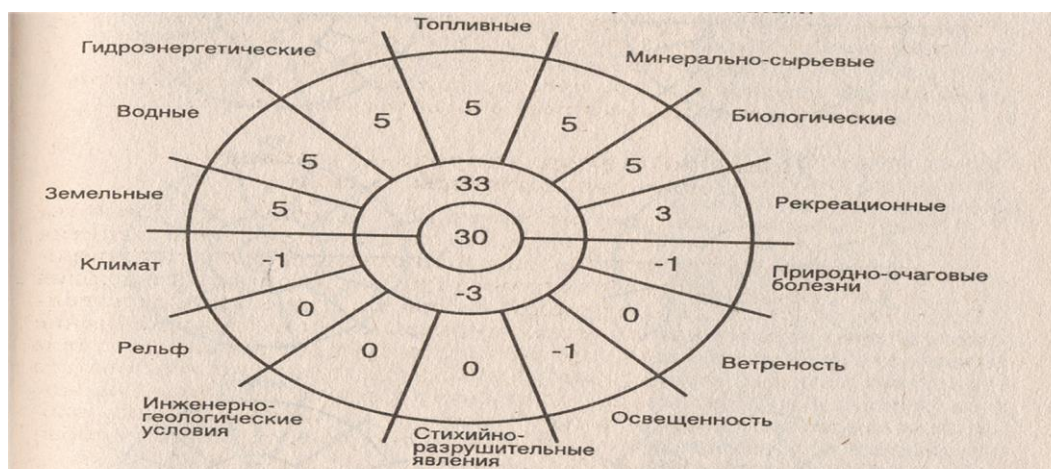 Топливные
Гидроэнергетические
Минерально-сырьевые
Водные
Биологические
Земельные
Рекреационные
Климат
Природно-очаговые
болезни
Рельф
Ветреность
Инженерно-
геологические
условия
Стихийно-
разрушительные
явления
Освещенность
5
5
5
5
5
5
3
33
30
-3
-1
-1
0
0
0
0
-1